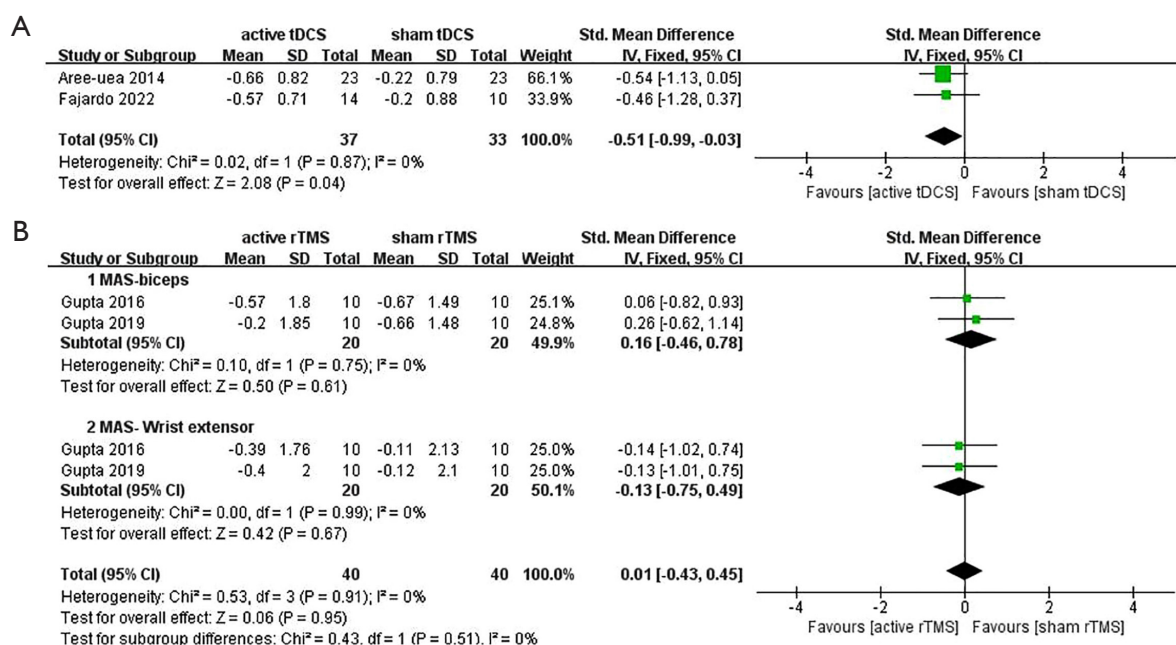 A
active tDCS sham tDCS Std. Mean Difference Std. Mean Difference
Study or Subgroup Mean SD Total Mean SD Total Weight IV, Fixed, 95% CI IV, Fixed, 95% CI
Aree-uea 2014 -0.66 0.82 23 -0.22 0.79 23 66.1% -0.54 [-1.13, 0.05]
Fajardo 2022 -0.57 0.71 14 -0.2 0.88 10 33.9% -0.46 [-1.28, 0.37]
Total (95% CI) 37 33 100.0% -0.51 [-0.99, -0.03]
Heterogeneity: Chi² = 0.02, df = 1 (P = 0.87); I² = 0%
Test for overall effect: Z = 2.08 (P = 0.04)
-4 -2 0 2 4
Favours [active tDCS] Favours [sham tDCS]
B
active rTMS sham rTMS Std. Mean Difference Std. Mean Difference
Study or Subgroup Mean SD Total Mean SD Total Weight IV, Fixed, 95% CI IV, Fixed, 95% CI
1 MAS-biceps
Gupta 2016 -0.57 1.8 10 -0.67 1.49 10 25.1% 0.06 [-0.82, 0.93]
Gupta 2019 -0.2 1.85 10 -0.66 1.48 10 24.8% 0.26 [-0.62, 1.14]
Subtotal (95% CI) 20 20 49.9% 0.16 [-0.46, 0.78]
Heterogeneity: Chi² = 0.10, df = 1 (P = 0.75); I² = 0%
Test for overall effect: Z = 0.50 (P = 0.61)
2 MAS- Wrist extensor
Gupta 2016 -0.39 1.76 10 -0.11 2.13 10 25.0% -0.14 [-1.02, 0.74]
Gupta 2019 -0.4 2 10 -0.12 2.1 10 25.0% -0.13 [-1.01, 0.75]
Subtotal (95% CI) 20 20 50.1% -0.13 [-0.75, 0.49]
Heterogeneity: Chi² = 0.00, df = 1 (P = 0.99); I² = 0%
Test for overall effect: Z = 0.42 (P = 0.67)
Total (95% CI) 40 40 100.0% 0.01 [-0.43, 0.45]
Heterogeneity: Chi² = 0.53, df = 3 (P = 0.91); I² = 0%
Test for overall effect: Z = 0.06 (P = 0.95)
Test for subgroup differences: Chi² = 0.43, df = 1 (P = 0.51), I² = 0%
-4 -2 0 2 4
Favours [active rTMS] Favours [sham rTMS]